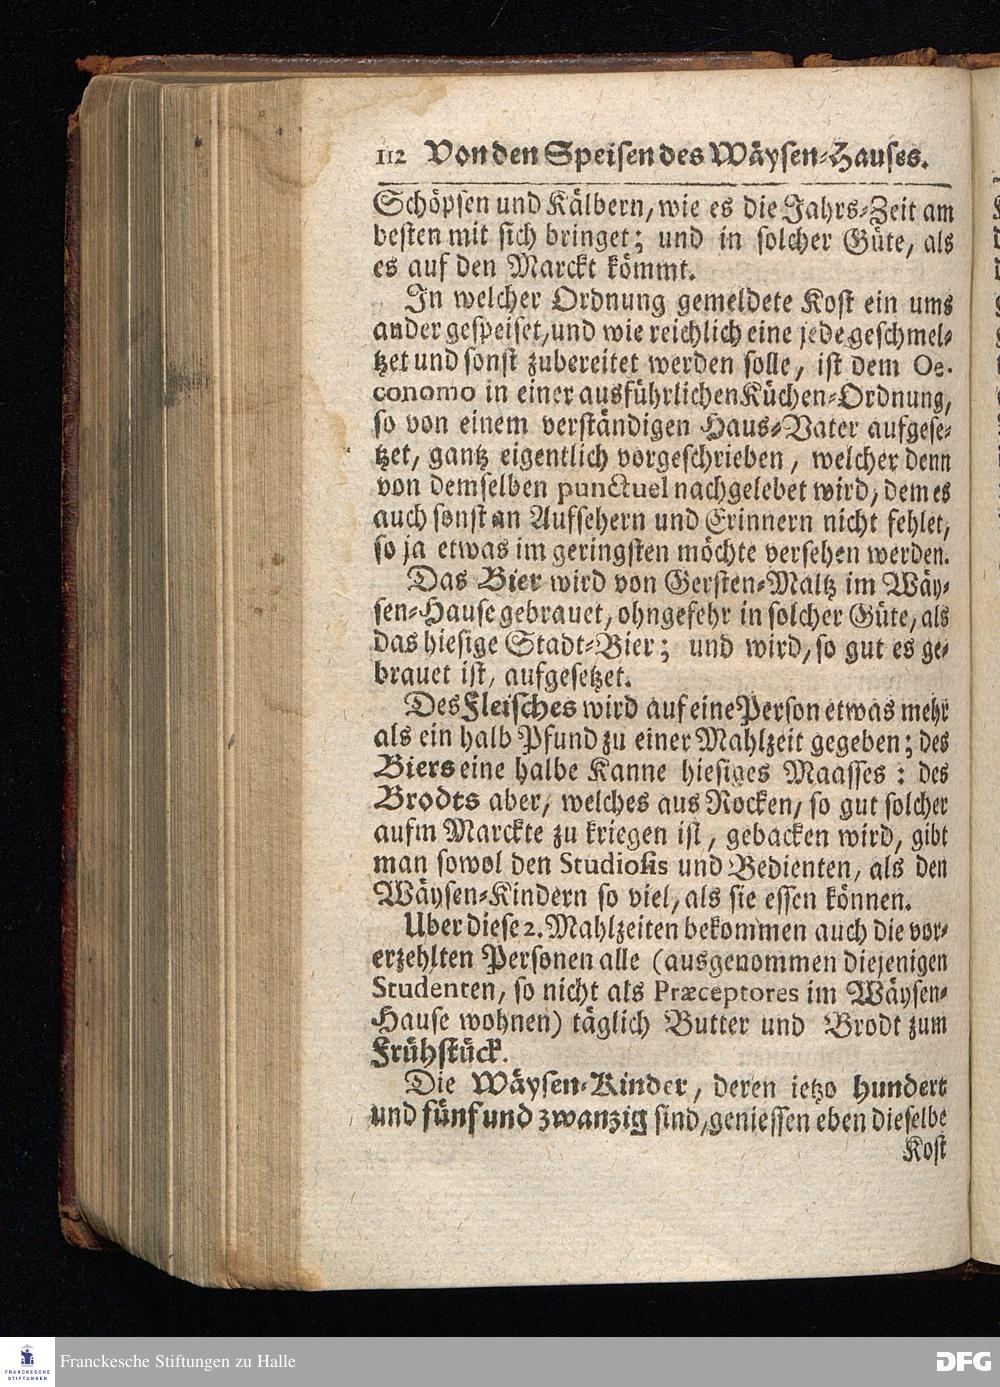 112 Von den Speisen des Wäysen-Hauses.
Schöpsen und Kälbern, wie es die Jahrs-Zeit am
besten mit sich bringet; und in solcher Güte, als
es auf den Marckt kömmt.
In welcher Ordnung gemeldete Kost ein ums
ander gespeiset, und wie reichlich eine jede geschmel-
tzet und sonst zubereitet werden solle, ist dem Oe-
conomo in einer ausführlichen Küchen-Ordnung,
so von einem verständigen Haus-Vater aufgese-
tzet, gantz eigentlich vorgeschrieben, welcher denn
von demselben punctuel nachgelebet wird, dem es
auch sonst an Aufsehern und Erinnern nicht fehlet,
so ja etwas im geringsten möchte versehen werden.
Das Bier wird von Gersten-Maltz im Wäy-
sen-Hause gebrauet, ohngefehr in solcher Güte, als
das hiesige Stadt-Bier; und wird, so gut es ge-
brauet ist, aufgesetzet.
Des Fleisches wird auf eine Person etwas mehr
als ein halb Pfund zu einer Mahlzeit gegeben; des
Biers eine halbe Kanne hiesiges Maasses: des
Brodts aber, welches aus Rocken, so gut solcher
aufm Marckte zu kriegen ist, gebacken wird, gibt
man sowol den Studiosis und Bedienten, als den
Wäysen-Kindern so viel, als sie essen können.
Uber diese 2. Mahlzeiten bekommen auch die vor-
erzehlten Personen alle (ausgenommen diejenigen
Studenten, so nicht als Præceptores im Wäysen-
Hause wohnen) täglich Butter und Brodt zum
Frühstück.
Die Wäysen-Kinder, deren ietzo hundert
und fünf und zwanzig sind, geniessen eben dieselbe
Kost
FRANCKESCHE
STIFTUNGEN
Franckesche Stiftungen zu Halle
DFG